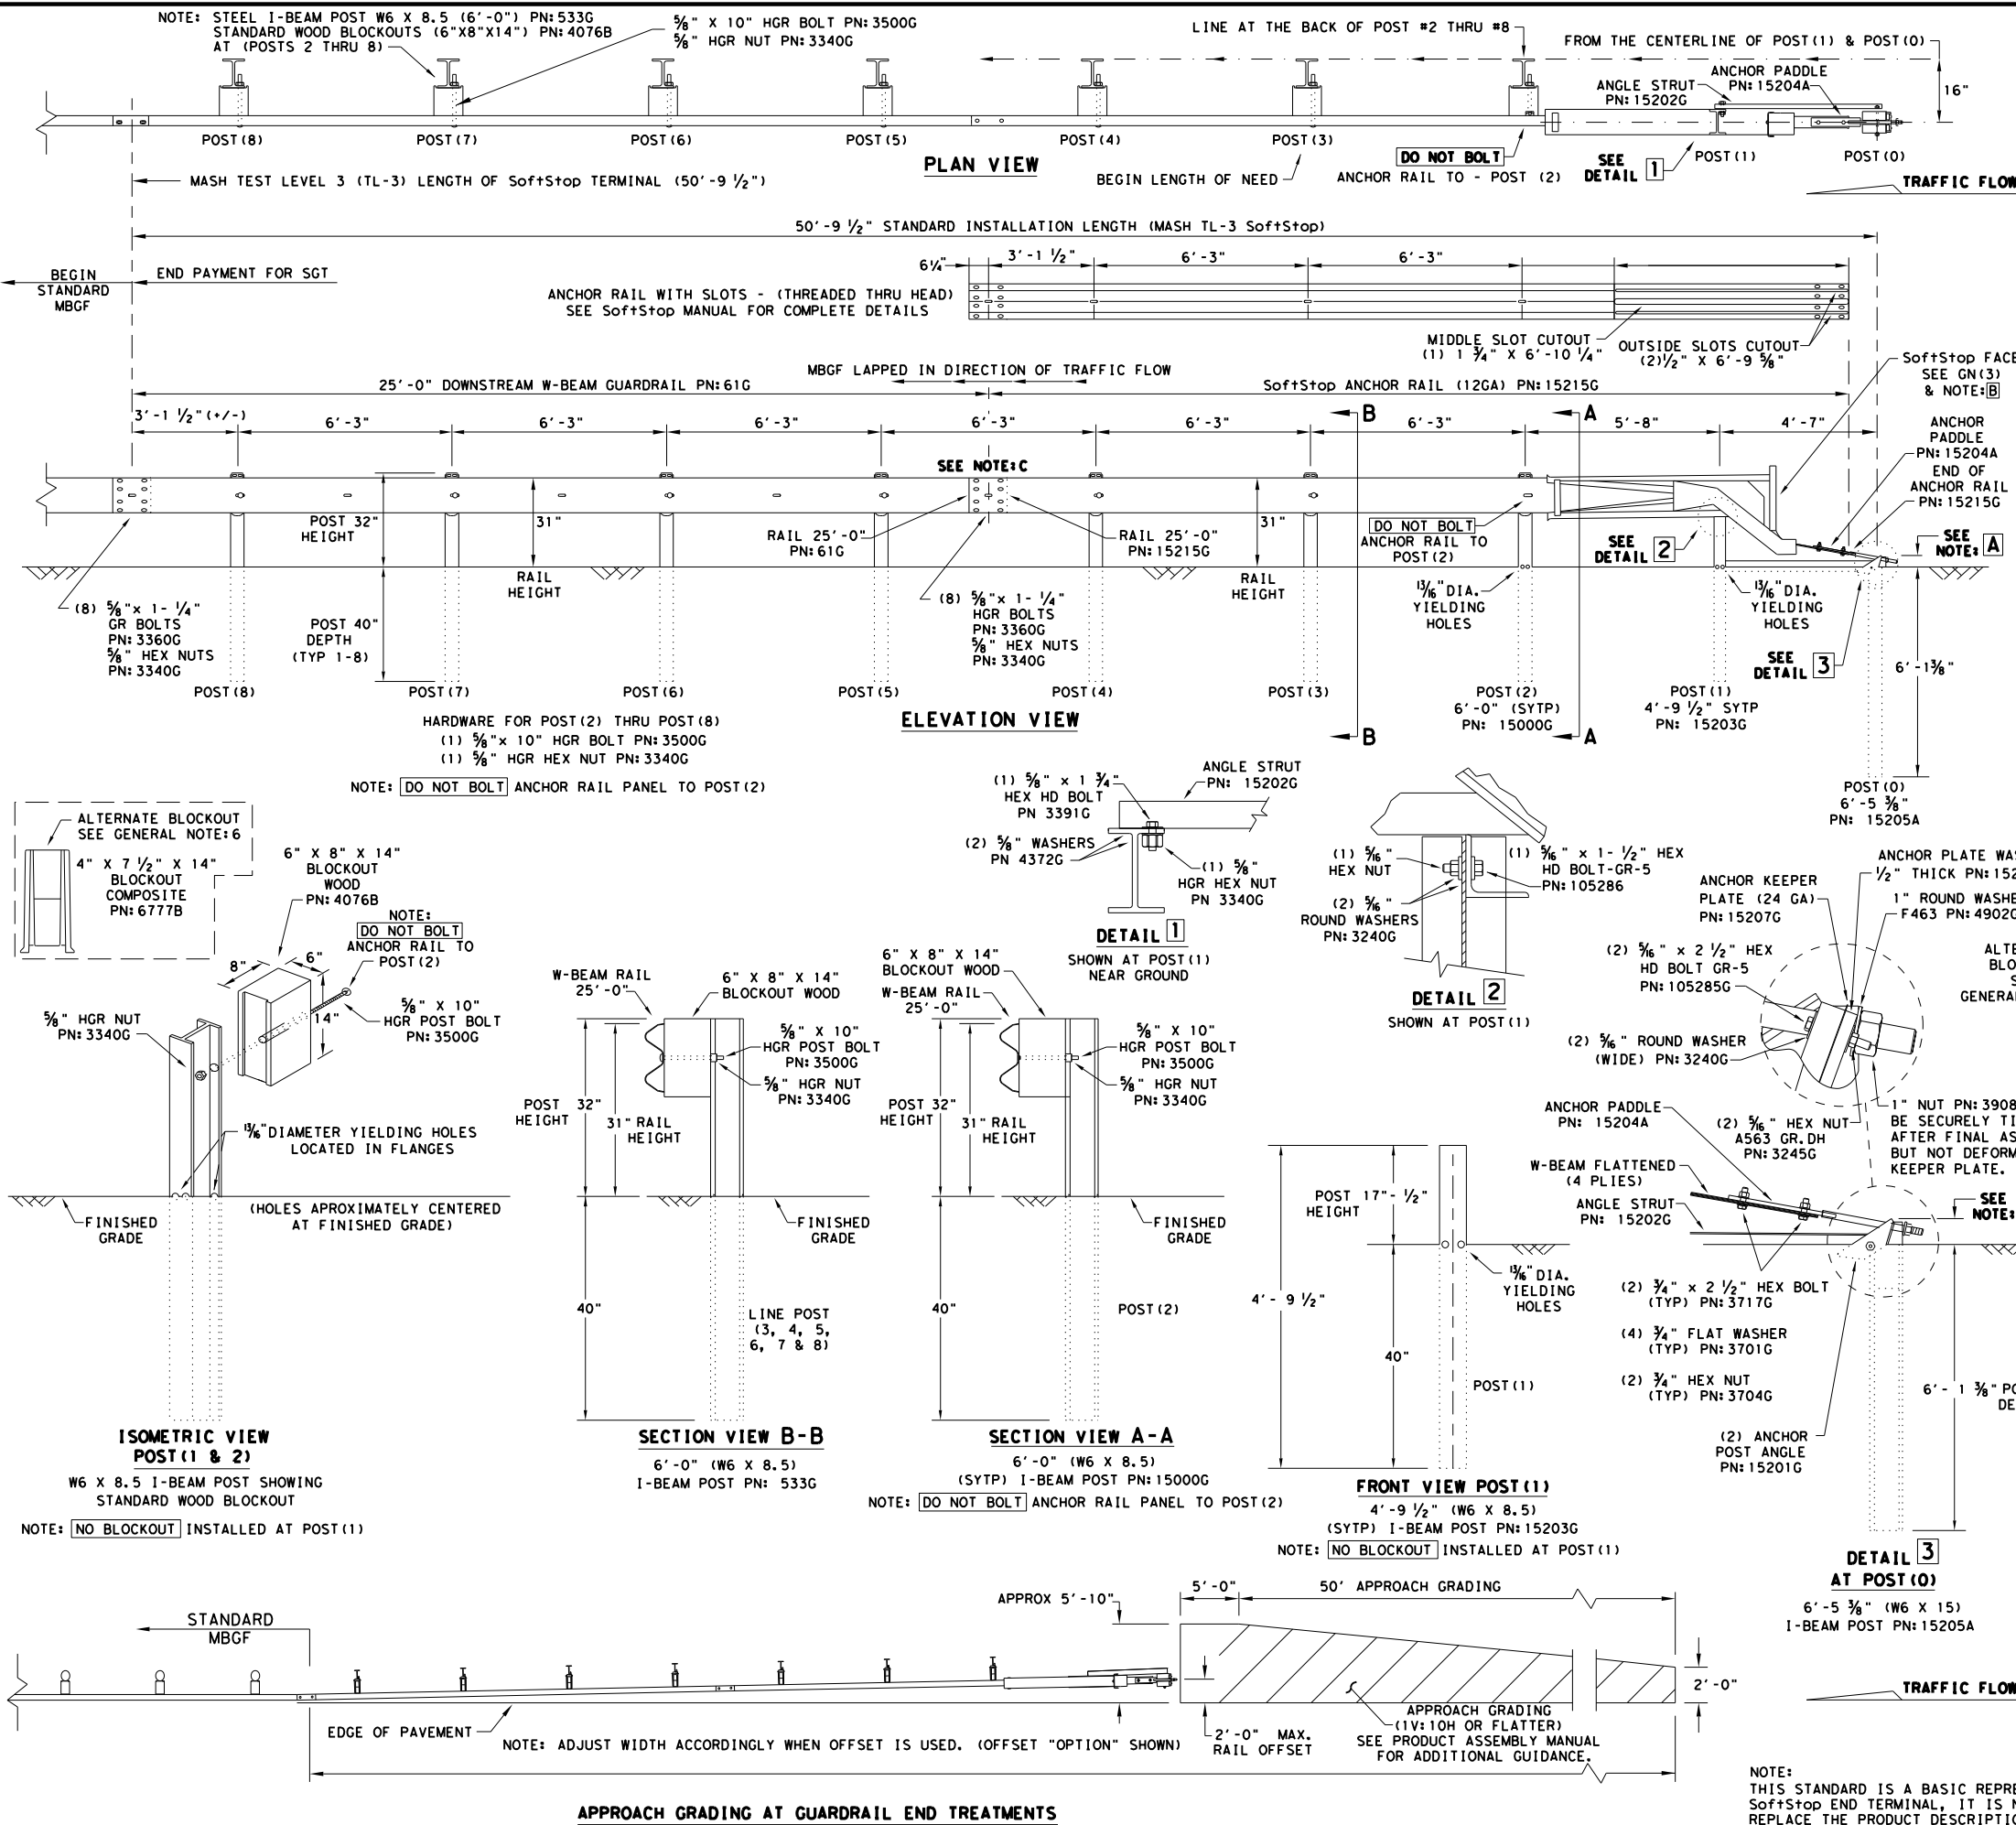 NOTE: STEEL I-BEAM POST W6 X 8.5 (6'-0") PN:533G
STANDARD WOOD BLOCKOUTS (6"X8"X14") PN:4076B
AT (POSTS 2 THRU 8)
⅝" X 10" HGR BOLT PN:3500G
⅝" HGR NUT PN:3340G
LINE AT THE BACK OF POST #2 THRU #8
FROM THE CENTERLINE OF POST(1) & POST(0)
ANGLE STRUT
PN:15202G
ANCHOR PADDLE
PN:15204A
16"
POST(8)
POST(7)
POST(6)
POST(5)
POST(4)
POST(3)
POST(1)
POST(0)
PLAN VIEW
DO NOT BOLT
ANCHOR RAIL TO - POST (2)
SEE
DETAIL 1
BEGIN LENGTH OF NEED
MASH TEST LEVEL 3 (TL-3) LENGTH OF SoftStop TERMINAL (50'-9 ½")
TRAFFIC FLOW
50'-9 ½" STANDARD INSTALLATION LENGTH (MASH TL-3 SoftStop)
BEGIN
STANDARD
MBGF
END PAYMENT FOR SGT
6¼"
3'-1 ½"
6'-3"
6'-3"
ANCHOR RAIL WITH SLOTS - (THREADED THRU HEAD)
SEE SoftStop MANUAL FOR COMPLETE DETAILS
MIDDLE SLOT CUTOUT
(1) 1 ¾" X 6'-10 ¼"
OUTSIDE SLOTS CUTOUT
(2)½" X 6'-9 ⅝"
SoftStop FACE
SEE GN(3)
& NOTE:B
MBGF LAPPED IN DIRECTION OF TRAFFIC FLOW
25'-0" DOWNSTREAM W-BEAM GUARDRAIL PN:61G
SoftStop ANCHOR RAIL (12GA) PN:15215G
B
A
3'-1 ½"(+/-)
6'-3"
6'-3"
6'-3"
6'-3"
6'-3"
6'-3"
5'-8"
4'-7"
ANCHOR
PADDLE
PN:15204A
END OF
ANCHOR RAIL
PN:15215G
SEE NOTE:C
POST 32"
HEIGHT
31"
RAIL
HEIGHT
RAIL 25'-0"
PN:61G
RAIL 25'-0"
PN:15215G
31"
RAIL
HEIGHT
DO NOT BOLT
ANCHOR RAIL TO
POST(2)
SEE
DETAIL 2
SEE
NOTE: A
(8) ⅝"x 1- ¼"
GR BOLTS
PN:3360G
⅝" HEX NUTS
PN:3340G
POST 40"
DEPTH
(TYP 1-8)
(8) ⅝"x 1- ¼"
HGR BOLTS
PN:3360G
⅝" HEX NUTS
PN:3340G
13/16" DIA.
YIELDING
HOLES
13/16" DIA.
YIELDING
HOLES
SEE
DETAIL 3
6'-1⅜"
POST(8)
POST(7)
POST(6)
POST(5)
POST(4)
POST(3)
POST(2)
6'-0" (SYTP)
PN: 15000G
POST(1)
4'-9 ½" SYTP
PN: 15203G
ELEVATION VIEW
B
A
HARDWARE FOR POST(2) THRU POST(8)
(1) ⅝"x 10" HGR BOLT PN:3500G
(1) ⅝" HGR HEX NUT PN:3340G
NOTE: DO NOT BOLT ANCHOR RAIL PANEL TO POST(2)
POST(0)
6'-5 ⅜"
PN: 15205A
ALTERNATE BLOCKOUT
SEE GENERAL NOTE:6
4" X 7 ½" X 14"
BLOCKOUT
COMPOSITE
PN:6777B
6" X 8" X 14"
BLOCKOUT
WOOD
PN:4076B
NOTE:
DO NOT BOLT
ANCHOR RAIL TO
POST(2)
8"
6"
14"
⅝" X 10"
HGR POST BOLT
PN:3500G
⅝" HGR NUT
PN:3340G
13/16"DIAMETER YIELDING HOLES
LOCATED IN FLANGES
(HOLES APROXIMATELY CENTERED
AT FINISHED GRADE)
FINISHED
GRADE
ISOMETRIC VIEW
POST(1 & 2)
W6 X 8.5 I-BEAM POST SHOWING
STANDARD WOOD BLOCKOUT
NOTE: NO BLOCKOUT INSTALLED AT POST(1)
W-BEAM RAIL
25'-0"
6" X 8" X 14"
BLOCKOUT WOOD
⅝" X 10"
HGR POST BOLT
PN:3500G
⅝" HGR NUT
PN:3340G
POST 32"
HEIGHT
31" RAIL
HEIGHT
FINISHED
GRADE
40"
LINE POST
(3, 4, 5,
6, 7 & 8)
SECTION VIEW B-B
6'-0" (W6 X 8.5)
I-BEAM POST PN: 533G
6" X 8" X 14"
BLOCKOUT WOOD
W-BEAM RAIL
25'-0"
⅝" X 10"
HGR POST BOLT
PN:3500G
⅝" HGR NUT
PN:3340G
POST 32"
HEIGHT
31" RAIL
HEIGHT
FINISHED
GRADE
40"
POST(2)
SECTION VIEW A-A
6'-0" (W6 X 8.5)
(SYTP) I-BEAM POST PN:15000G
NOTE: DO NOT BOLT ANCHOR RAIL PANEL TO POST(2)
(1) ⅝" x 1 ¾"
HEX HD BOLT
PN 3391G
ANGLE STRUT
PN: 15202G
(2) ⅝" WASHERS
PN 4372G
(1) ⅝"
HGR HEX NUT
PN 3340G
DETAIL 1
SHOWN AT POST(1)
NEAR GROUND
(1) 5/16"
HEX NUT
(2) 5/16"
ROUND WASHERS
PN:3240G
(1) 5/16" x 1- ½" HEX
HD BOLT-GR-5
PN:105286
DETAIL 2
SHOWN AT POST(1)
POST 17"- ½"
HEIGHT
4'- 9 ½"
13/16" DIA.
YIELDING
HOLES
40"
POST(1)
FRONT VIEW POST(1)
4'-9 ½" (W6 X 8.5)
(SYTP) I-BEAM POST PN:15203G
NOTE: NO BLOCKOUT INSTALLED AT POST(1)
ANCHOR PLATE WAS
½" THICK PN:152
ANCHOR KEEPER
PLATE (24 GA)
PN:15207G
1" ROUND WASHE
F463 PN:4902G
(2) 5/16" x 2 ½" HEX
HD BOLT GR-5
PN:105285G
ALTE
BLO
S
GENERA
(2) 5/16" ROUND WASHER
(WIDE) PN:3240G
ANCHOR PADDLE
PN: 15204A
(2) 5/16" HEX NUT
A563 GR.DH
PN:3245G
1" NUT PN:3908
BE SECURELY TI
AFTER FINAL AS
BUT NOT DEFORM
KEEPER PLATE.
W-BEAM FLATTENED
(4 PLIES)
ANGLE STRUT
PN: 15202G
SEE
NOTE:
(2) ¾" x 2 ½" HEX BOLT
(TYP) PN:3717G
(4) ¾" FLAT WASHER
(TYP) PN:3701G
(2) ¾" HEX NUT
(TYP) PN:3704G
6'- 1 ⅜" PO
DE
(2) ANCHOR
POST ANGLE
PN:15201G
DETAIL 3
AT POST(0)
6'-5 ⅜" (W6 X 15)
I-BEAM POST PN:15205A
STANDARD
MBGF
APPROX 5'-10"
5'-0"
50' APPROACH GRADING
2'-0"
TRAFFIC FLOW
EDGE OF PAVEMENT
NOTE: ADJUST WIDTH ACCORDINGLY WHEN OFFSET IS USED. (OFFSET "OPTION" SHOWN)
2'-0" MAX.
RAIL OFFSET
APPROACH GRADING
(1V:10H OR FLATTER)
SEE PRODUCT ASSEMBLY MANUAL
FOR ADDITIONAL GUIDANCE.
APPROACH GRADING AT GUARDRAIL END TREATMENTS
NOTE:
THIS STANDARD IS A BASIC REPRE
SoftStop END TERMINAL, IT IS N
REPLACE THE PRODUCT DESCRIPTIO